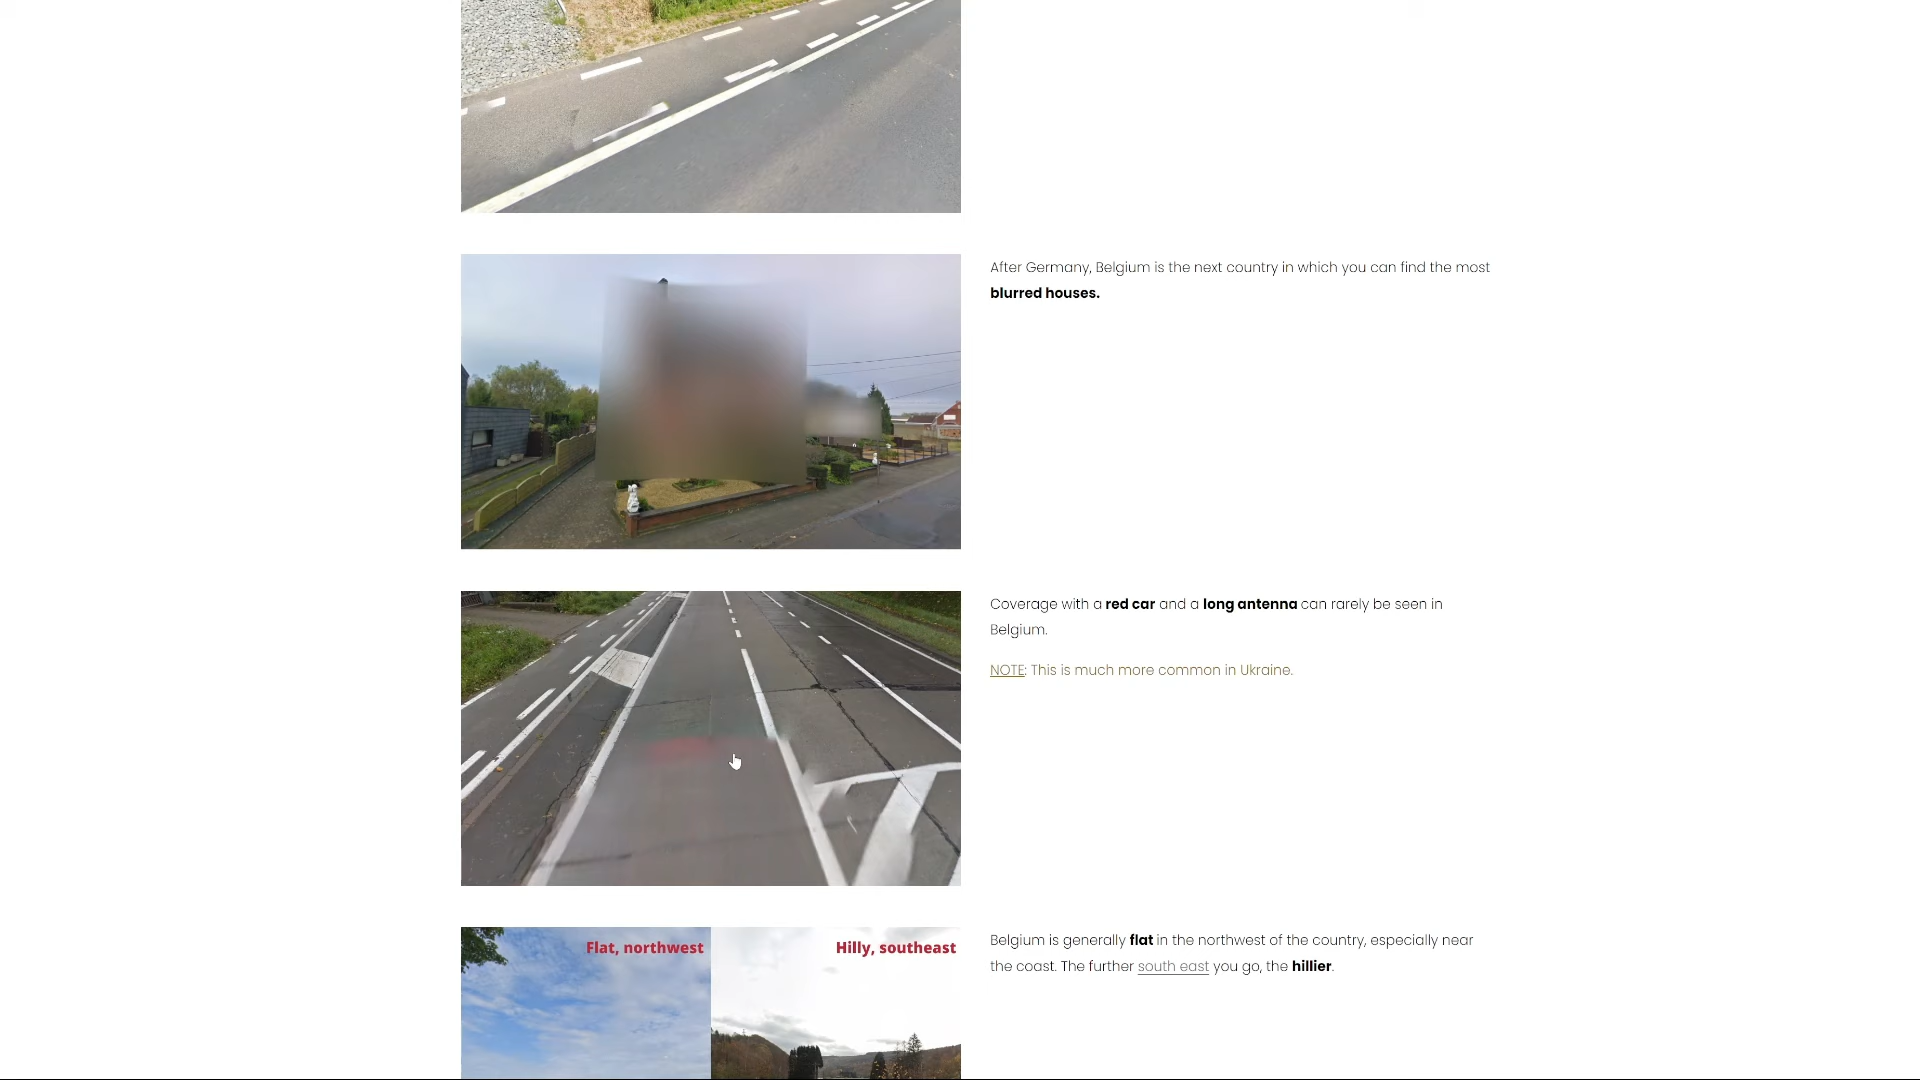 After Germany, Belgium is the next country in which you can find the most
blurred houses.
Coverage with a red car and a long antenna can rarely be seen in
Belgium.
NOTE: This is much more common in Ukraine.
Flat, northwest
Hilly, southeast
Belgium is generally flat in the northwest of the country, especially near
the coast. The further south east you go, the hillier.